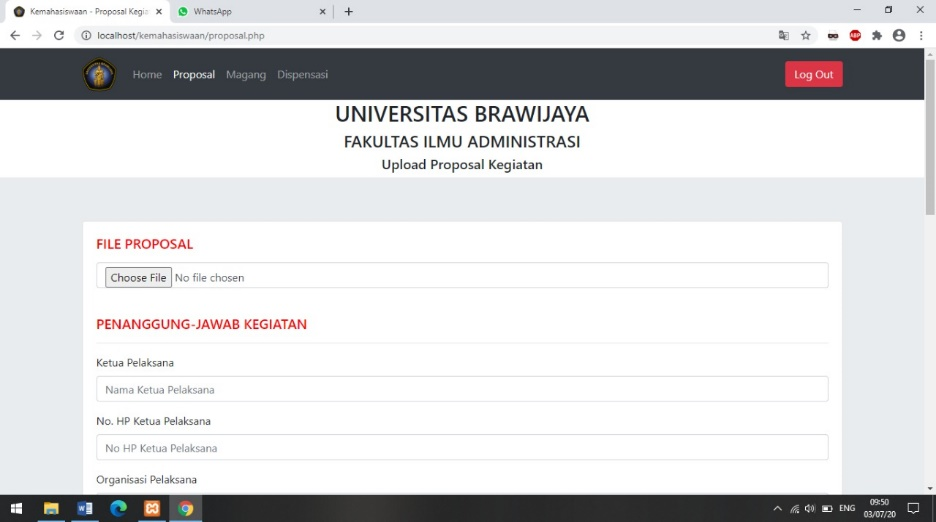 Kemahasiswaan - Proposal Kegia
WhatsApp
localhost/kemahasiswaan/proposal.php
ABP
Home Proposal Magang Dispensasi
Log Out
UNIVERSITAS BRAWIJAYA
FAKULTAS ILMU ADMINISTRASI
Upload Proposal Kegiatan
FILE PROPOSAL
Choose File No file chosen
PENANGGUNG-JAWAB KEGIATAN
Ketua Pelaksana
Nama Ketua Pelaksana
No. HP Ketua Pelaksana
No HP Ketua Pelaksana
Organisasi Pelaksana
ENG
09:50
03/07/20